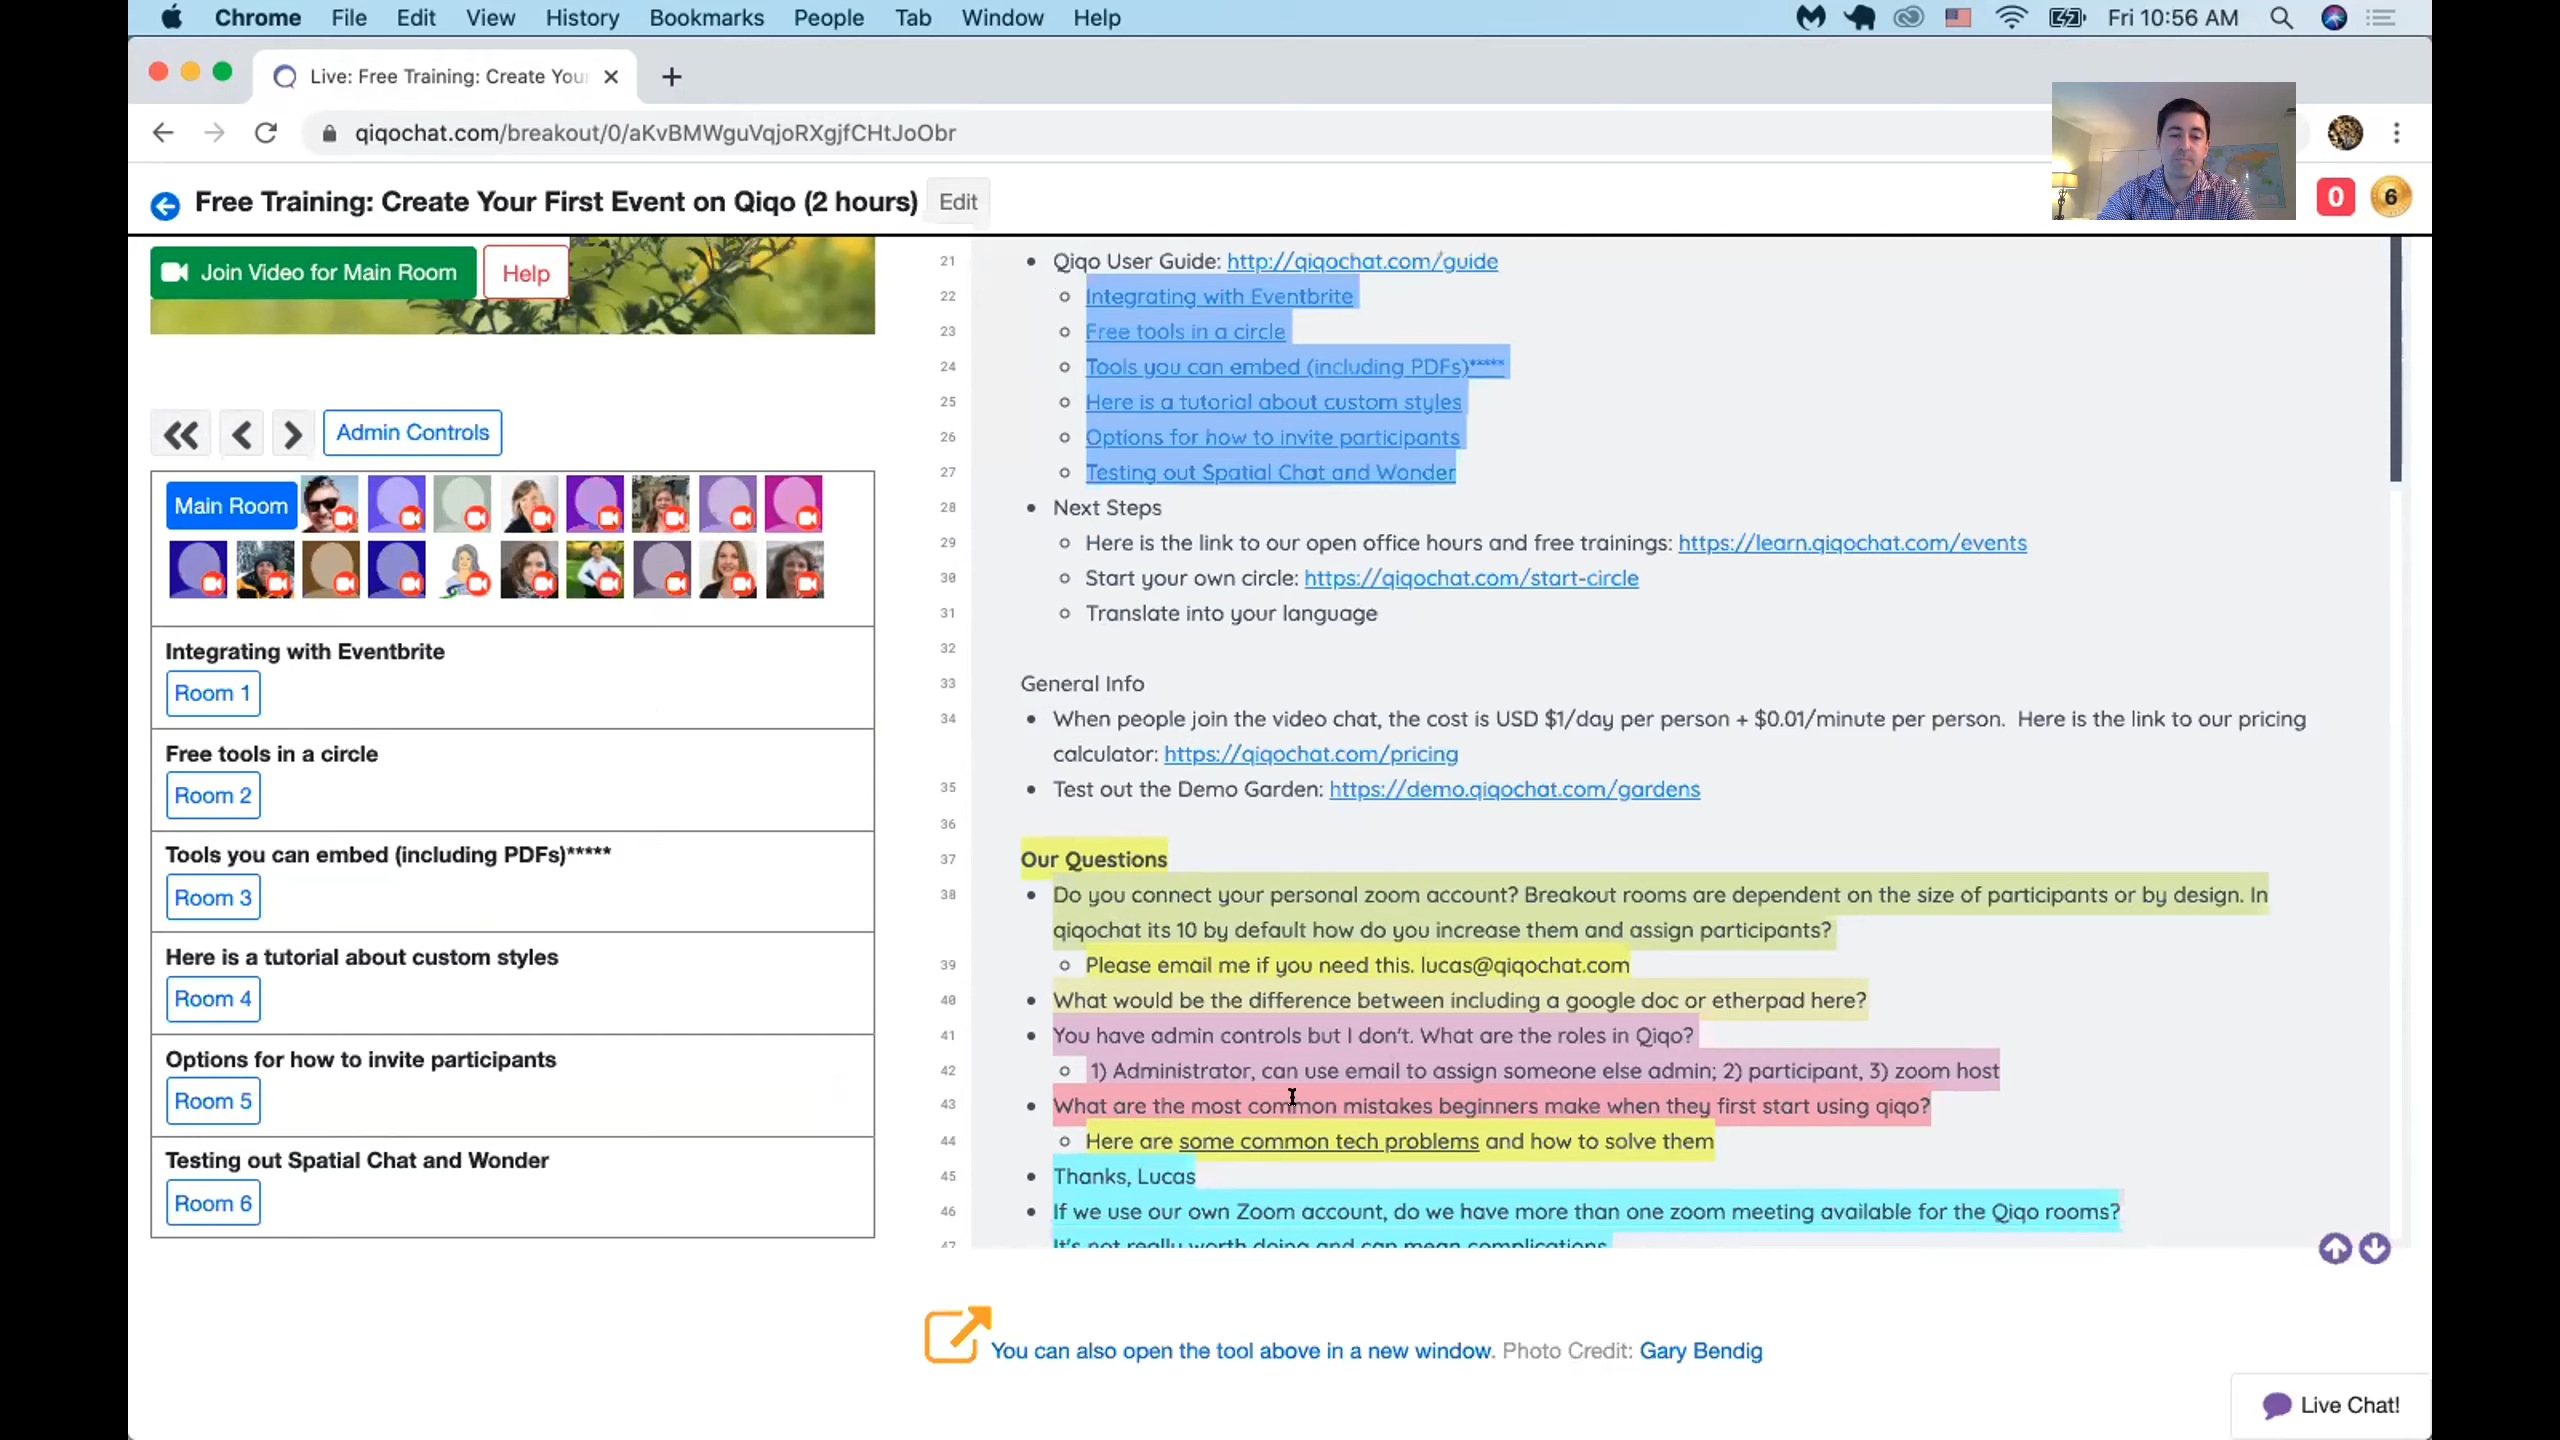 Chrome File Edit View History Bookmarks People Tab Window Help Fri 10:56 AM
Live: Free Training: Create Your
qiqochat.com/breakout/0/aKvBMWguVqjoRXgjfCHtJoObr
Free Training: Create Your First Event on Qiqo (2 hours) Edit 0 6
Join Video for Main Room Help
Admin Controls
Main Room
Integrating with Eventbrite
Room 1
Free tools in a circle
Room 2
Tools you can embed (including PDFs)*****
Room 3
Here is a tutorial about custom styles
Room 4
Options for how to invite participants
Room 5
Testing out Spatial Chat and Wonder
Room 6
21 Qiqo User Guide: http://qiqochat.com/guide
22 Integrating with Eventbrite
23 Free tools in a circle
24 Tools you can embed (including PDFs)*****
25 Here is a tutorial about custom styles
26 Options for how to invite participants
27 Testing out Spatial Chat and Wonder
28 Next Steps
29 Here is the link to our open office hours and free trainings: https://learn.qiqochat.com/events
30 Start your own circle: https://qiqochat.com/start-circle
31 Translate into your language
32
33 General Info
34 When people join the video chat, the cost is USD $1/day per person + $0.01/minute per person. Here is the link to our pricing
calculator: https://qiqochat.com/pricing
35 Test out the Demo Garden: https://demo.qiqochat.com/gardens
36
37 Our Questions
38 Do you connect your personal zoom account? Breakout rooms are dependent on the size of participants or by design. In
qiqochat its 10 by default how do you increase them and assign participants?
39 Please email me if you need this. lucas@qiqochat.com
40 What would be the difference between including a google doc or etherpad here?
41 You have admin controls but I don't. What are the roles in Qiqo?
42 1) Administrator, can use email to assign someone else admin; 2) participant, 3) zoom host
43 What are the most common mistakes beginners make when they first start using qiqo?
44 Here are some common tech problems and how to solve them
45 Thanks, Lucas
46 If we use our own Zoom account, do we have more than one zoom meeting available for the Qiqo rooms?
47 It's not really worth doing and can mean complications
You can also open the tool above in a new window. Photo Credit: Gary Bendig
Live Chat!